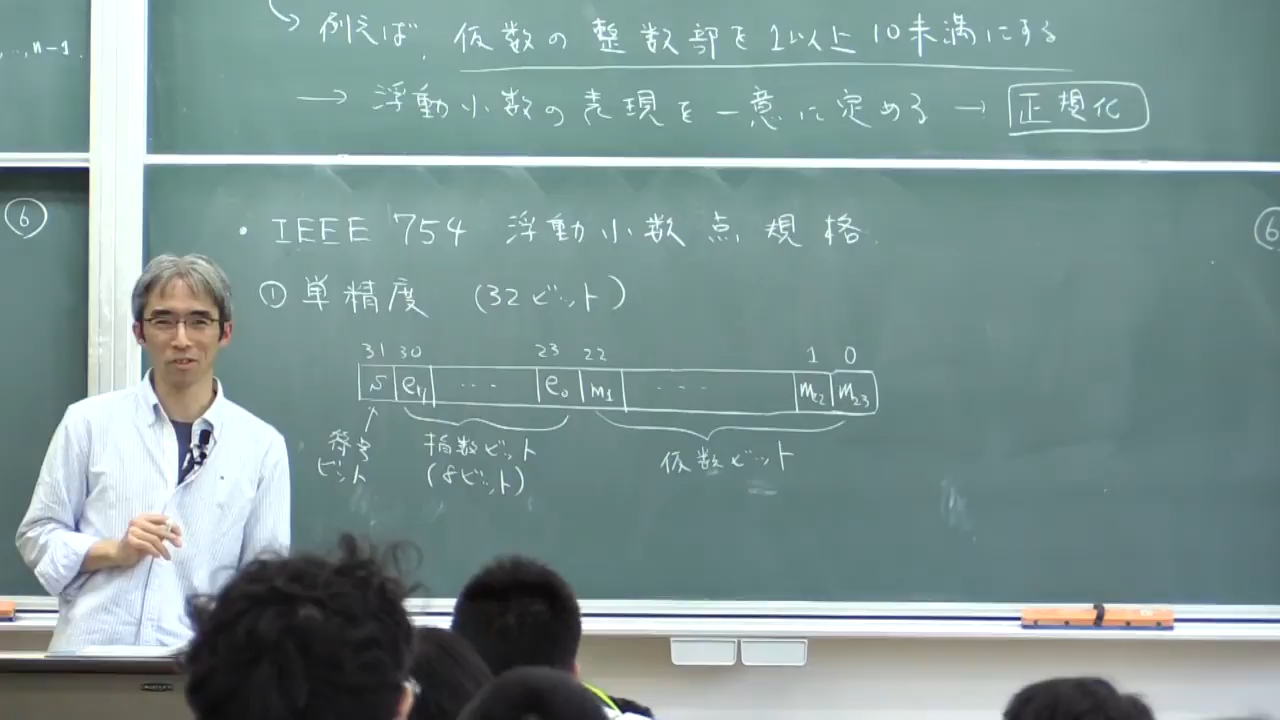 ..., n-1.
⑥
例えば, 仮数の整数部を1以上10未満にする
→ 浮動小数の表現を一意に定める → 正規化
・IEEE 754 浮動小数点規格
① 単精度 (32ビット)
31 30 23 22 1 0
s e₇ .... e₀ m₁ .... m₂₂ m₂₃
符号ビット
指数ビット
(8ビット)
仮数ビット